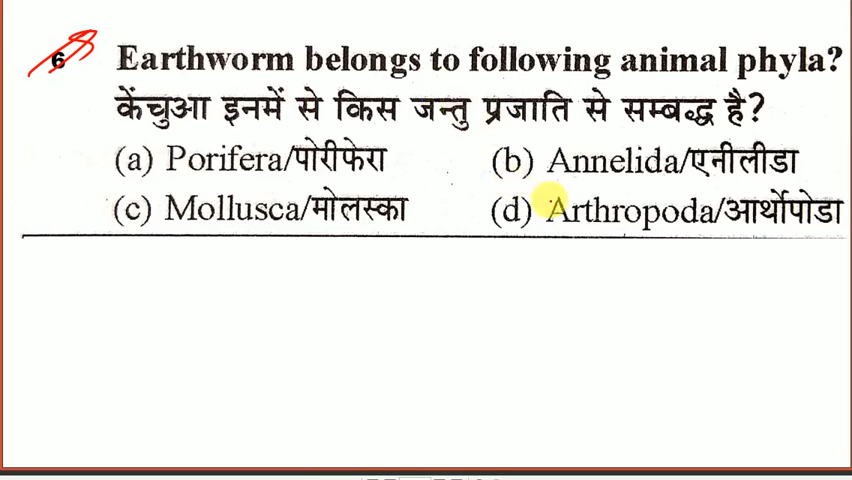 6 Earthworm belongs to following animal phyla?
केंचुआ इनमें से किस जन्तु प्रजाति से सम्बद्ध है?
(a) Porifera/पोरीफेरा (b) Annelida/एनीलीडा
(c) Mollusca/मोलस्का (d) Arthropoda/आर्थोपोडा